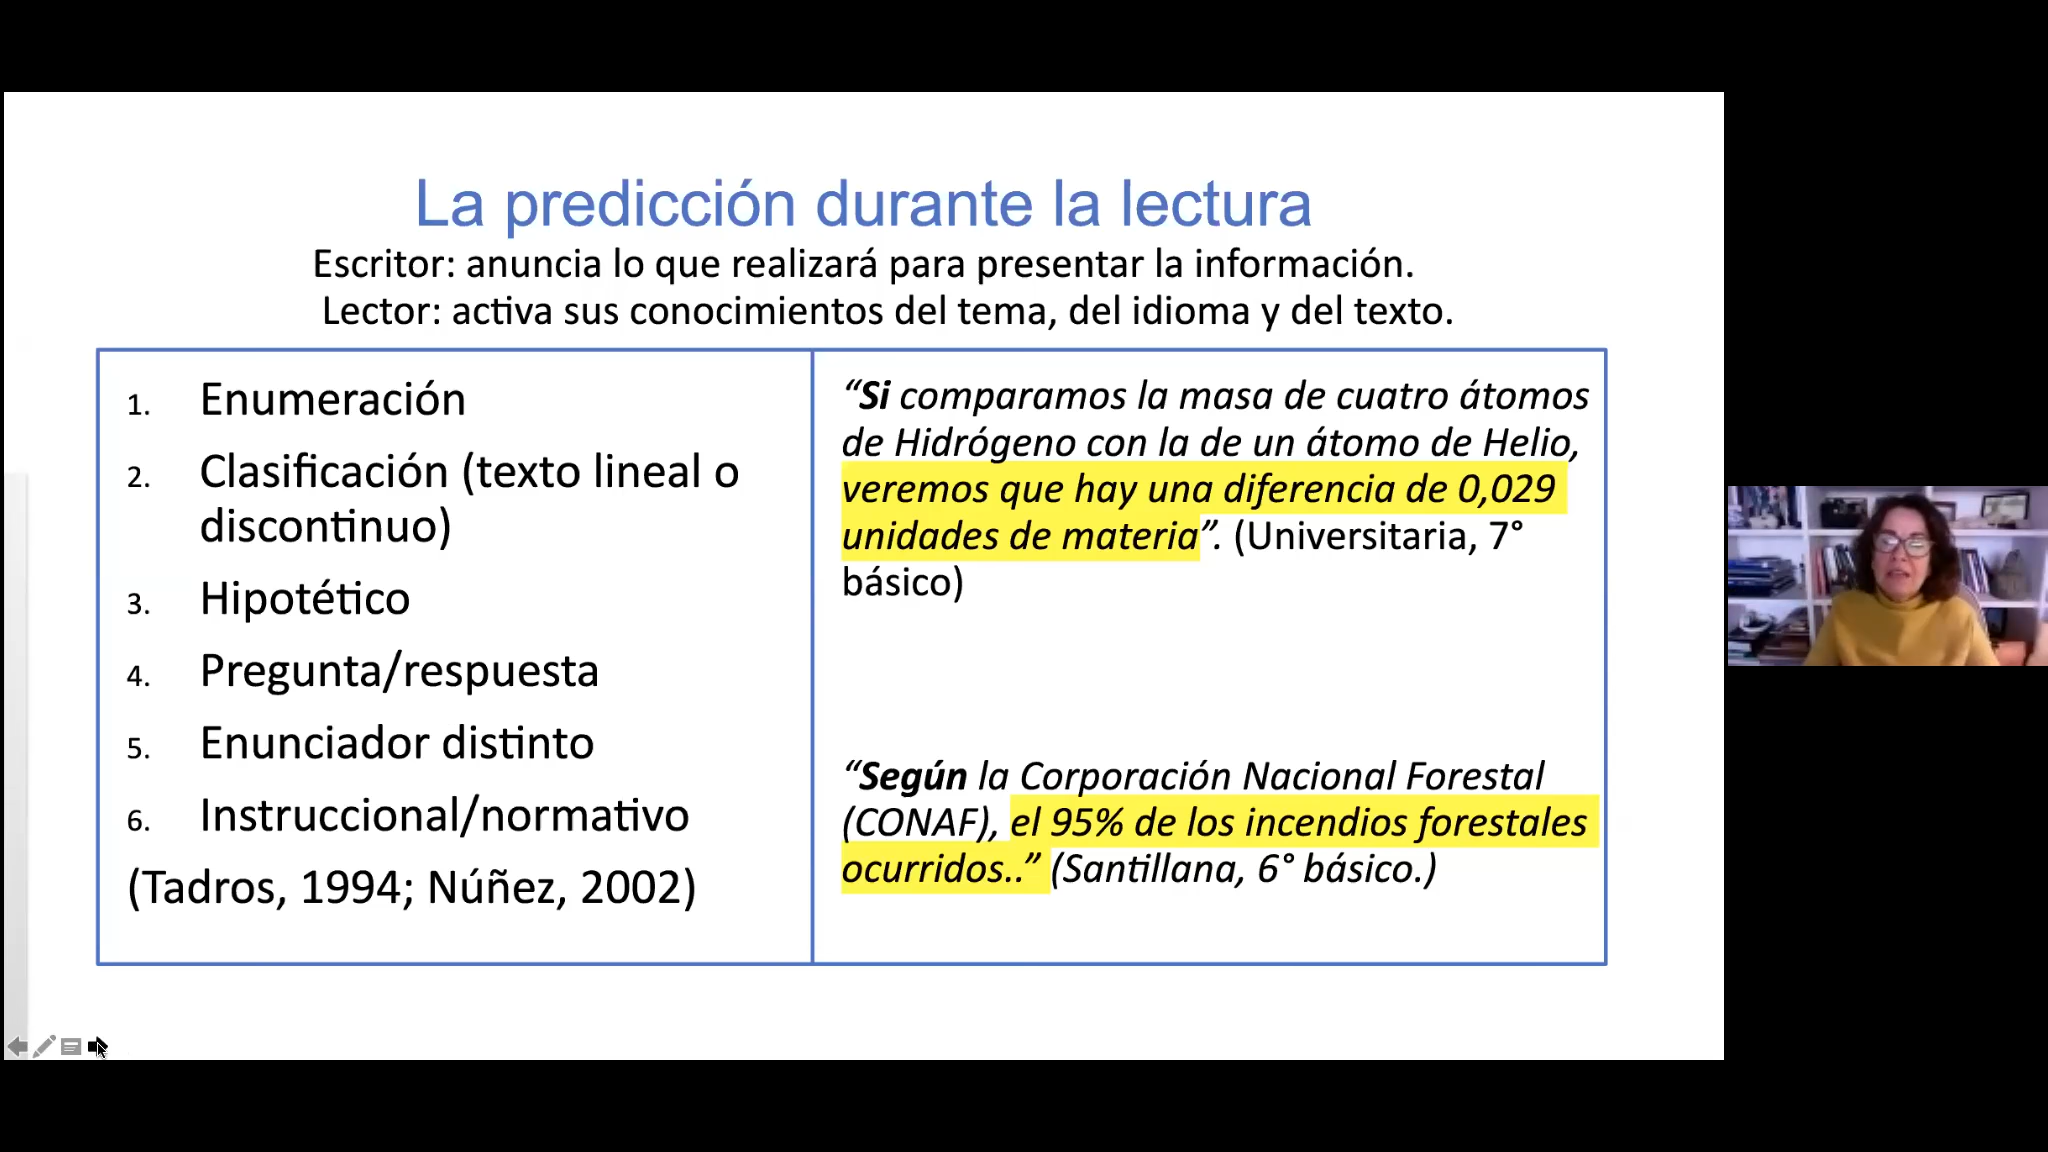 La predicción durante la lectura
Escritor: anuncia lo que realizará para presentar la información.
Lector: activa sus conocimientos del tema, del idioma y del texto.
1. Enumeración
2. Clasificación (texto lineal o
discontinuo)
3. Hipotético
4. Pregunta/respuesta
5. Enunciador distinto
6. Instruccional/normativo
(Tadros, 1994; Núñez, 2002)
“Si comparamos la masa de cuatro átomos
de Hidrógeno con la de un átomo de Helio,
veremos que hay una diferencia de 0,029
unidades de materia”. (Universitaria, 7°
básico)
“Según la Corporación Nacional Forestal
(CONAF), el 95% de los incendios forestales
ocurridos..” (Santillana, 6° básico.)